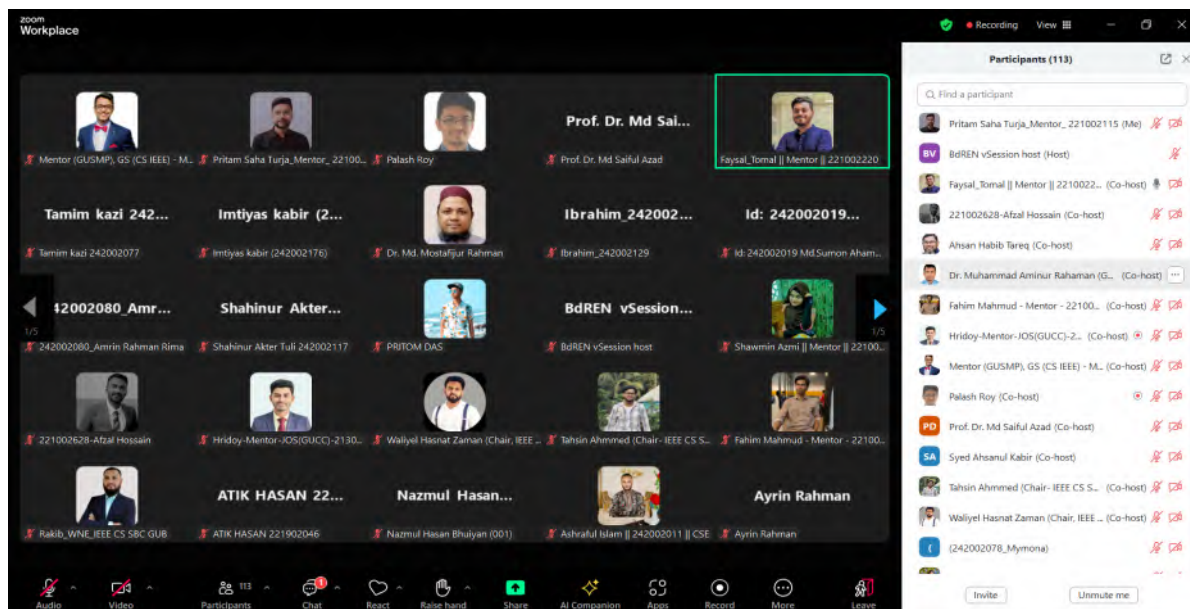 zoom
Workplace
Recording View
Prof. Dr. Md Sai...
Mentor (GUSMP), GS (CS IEEE) - M... Pritam Saha Turja_Mentor_ 22100... Palash Roy Prof. Dr. Md Saiful Azad Faysal_Tomal || Mentor || 221002220
Tamim kazi 242... Imtiyas kabir (2... Ibrahim_242002... Id: 242002019...
Tamim kazi 242002077 Imtiyas kabir (242002176) Dr. Md. Mostafijur Rahman Ibrahim_242002129 Id: 242002019 Md.Sumon Aham...
242002080_Amr... Shahinur Akter... BdREN vSession...
1/5 1/5
242002080_Amrin Rahman Rima Shahinur Akter Tuli 242002117 PRITOM DAS BdREN vSession host Shawmin Azmi || Mentor || 22100...
221002628-Afzal Hossain Hridoy-Mentor-JOS(GUCC)-2130... Waliyel Hasnat Zaman (Chair, IEEE ... Tahsin Ahmmed (Chair- IEEE CS S... Fahim Mahmud - Mentor - 22100...
ATIK HASAN 22... Nazmul Hasan... Ayrin Rahman
Rakib_WNE_IEEE CS SBC GUB ATIK HASAN 221902046 Nazmul Hasan Bhuiyan (001) Ashraful Islam || 242002011 || CSE Ayrin Rahman
Audio Video 113 Participants 1 Chat React Raise hand Share AI Companion Apps Record More Leave
Participants (113)
Find a participant
Pritam Saha Turja_Mentor_ 221002115 (Me)
BV BdREN vSession host (Host)
Faysal_Tomal || Mentor || 2210022... (Co-host)
221002628-Afzal Hossain (Co-host)
Ahsan Habib Tareq (Co-host)
Dr. Muhammad Aminur Rahaman (G... (Co-host) ...
Fahim Mahmud - Mentor - 22100... (Co-host)
Hridoy-Mentor-JOS(GUCC)-2... (Co-host)
Mentor (GUSMP), GS (CS IEEE) - M... (Co-host)
Palash Roy (Co-host)
PD Prof. Dr. Md Saiful Azad (Co-host)
SA Syed Ahsanul Kabir (Co-host)
Tahsin Ahmmed (Chair- IEEE CS S... (Co-host)
Waliyel Hasnat Zaman (Chair, IEEE ... (Co-host)
( (242002078_Mymona)
Invite Unmute me